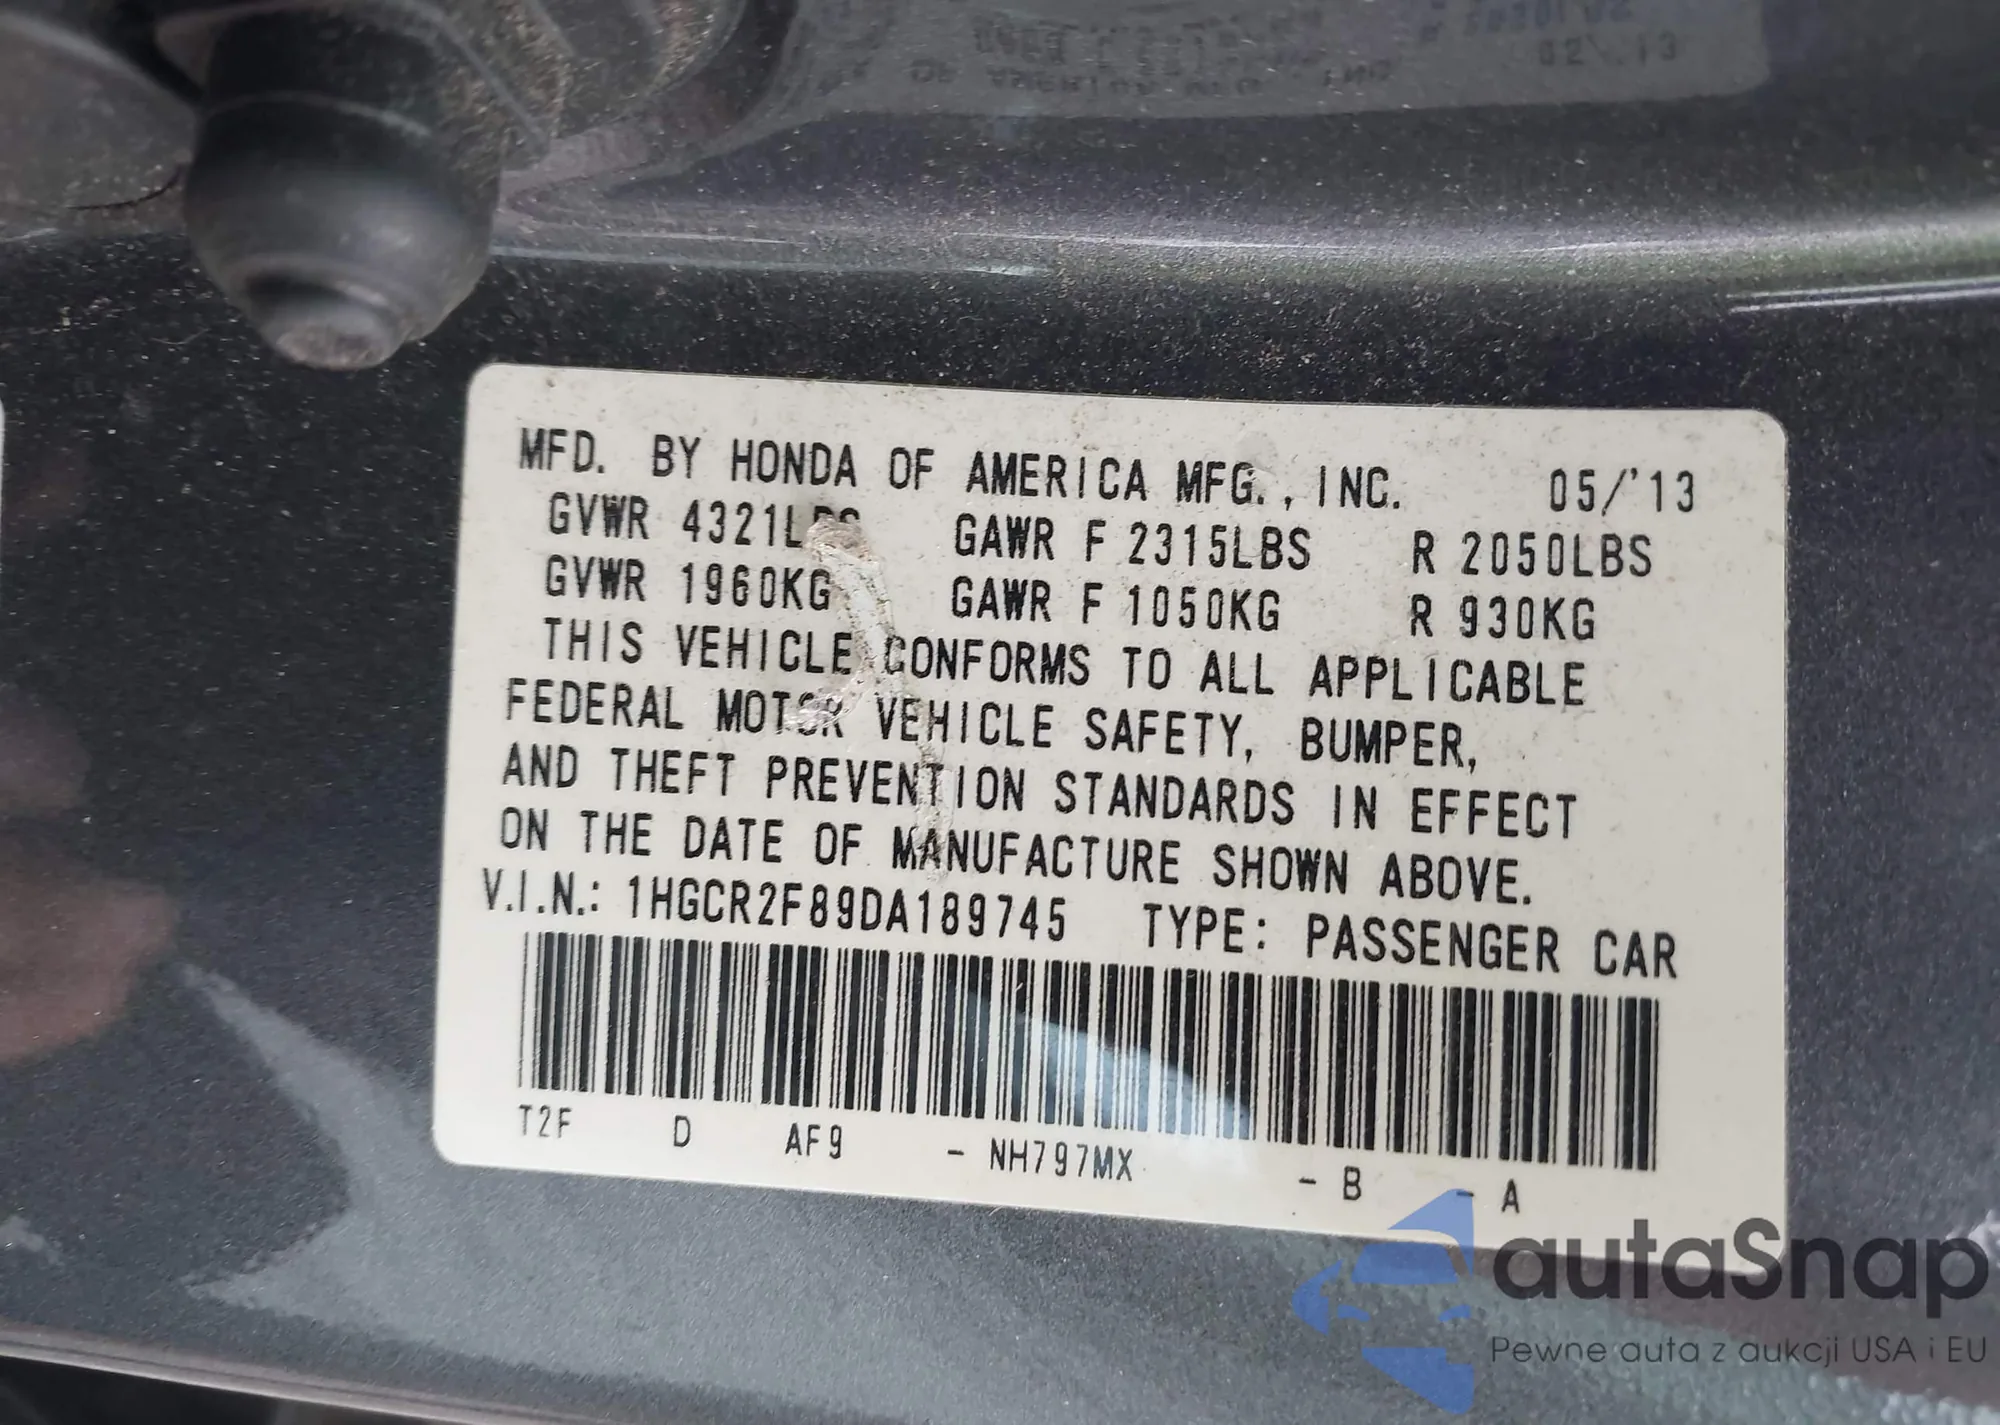 02\'.13
MFD. BY HONDA OF AMERICA MFG., INC. 05/'13
GVWR 4321LBS GAWR F 2315LBS R 2050LBS
GVWR 1960KG GAWR F 1050KG R 930KG
THIS VEHICLE CONFORMS TO ALL APPLICABLE
FEDERAL MOTOR VEHICLE SAFETY, BUMPER,
AND THEFT PREVENTION STANDARDS IN EFFECT
ON THE DATE OF MANUFACTURE SHOWN ABOVE.
V.I.N.: 1HGCR2F89DA189745 TYPE: PASSENGER CAR
T2F D AF9 - NH797MX - B - A
autaSnap
Pewne auta z aukcji USA i EU